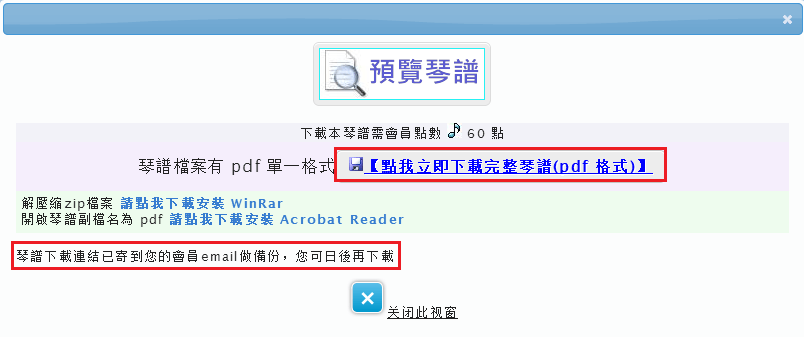 預覽琴譜
下載本琴譜需會員點數 60 點
琴譜檔案有 pdf 單一格式 【點我立即下載完整琴譜(pdf 格式)】
解壓縮zip檔案 請點我下載安裝 WinRar
開啟琴譜副檔名為 pdf 請點我下載安裝 Acrobat Reader
琴譜下載連結已寄到您的會員email做備份，您可日後再下載
关闭此视窗